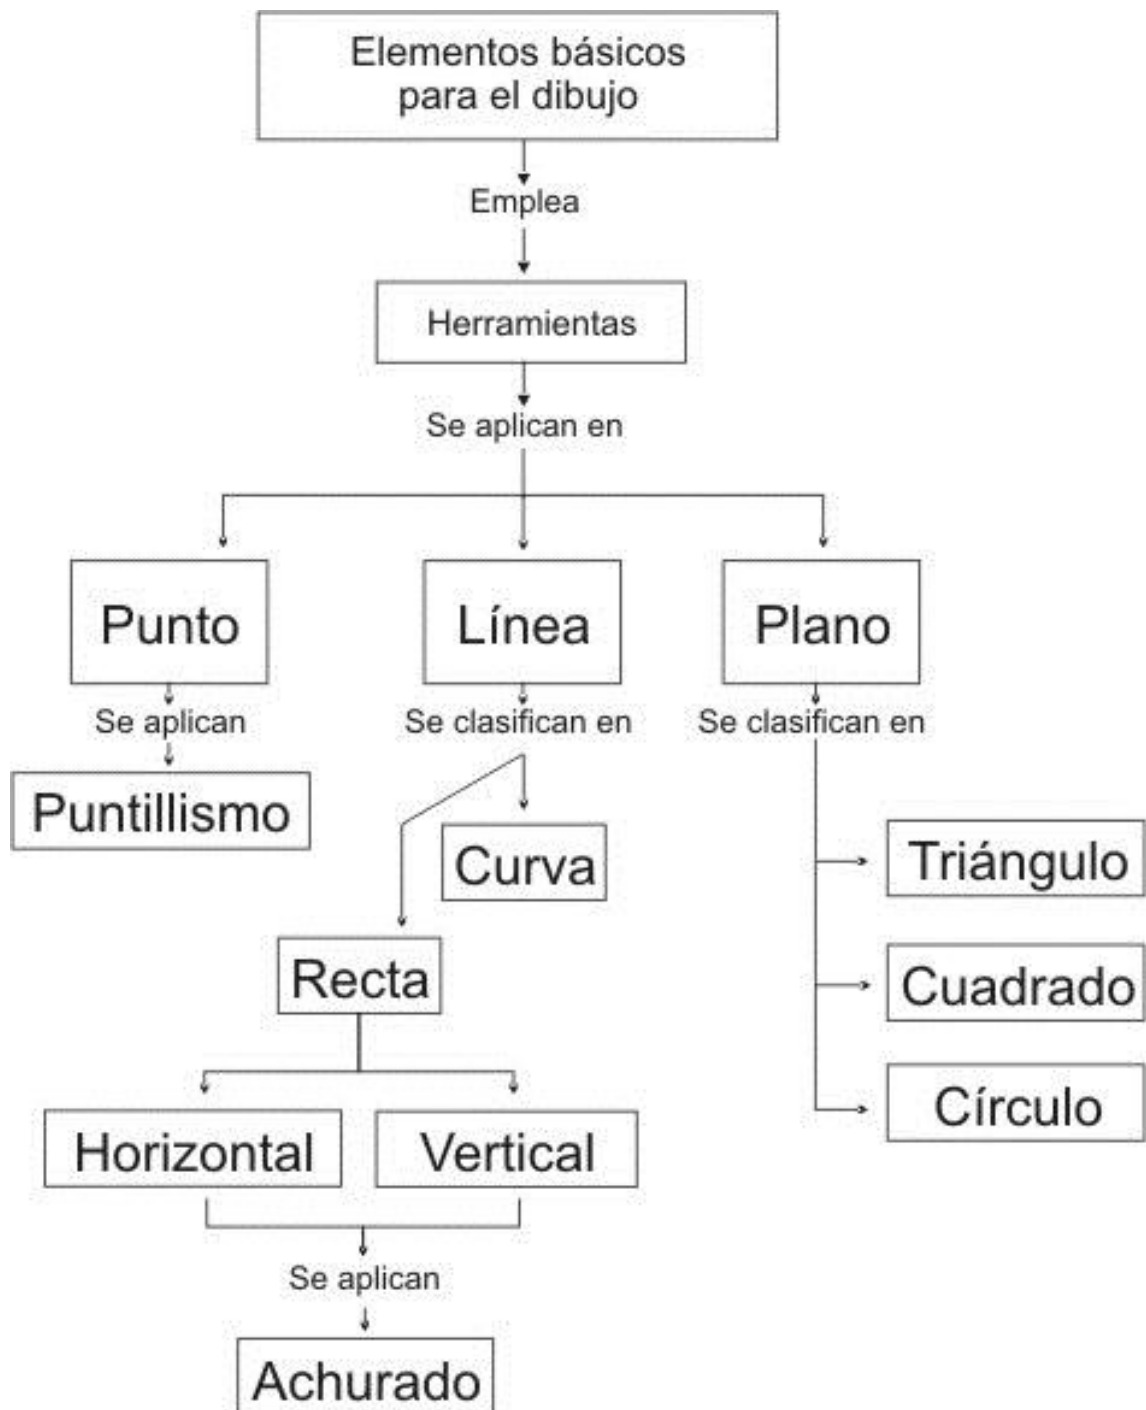 Elementos básicos
para el dibujo
Emplea
Herramientas
Se aplican en
Punto
Línea
Plano
Se aplican
Se clasifican en
Se clasifican en
Puntillismo
Curva
Triángulo
Recta
Cuadrado
Horizontal
Vertical
Círculo
Se aplican
Achurado